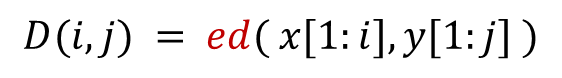 D(i,j) = ed( x[1:i],y[1:j] )